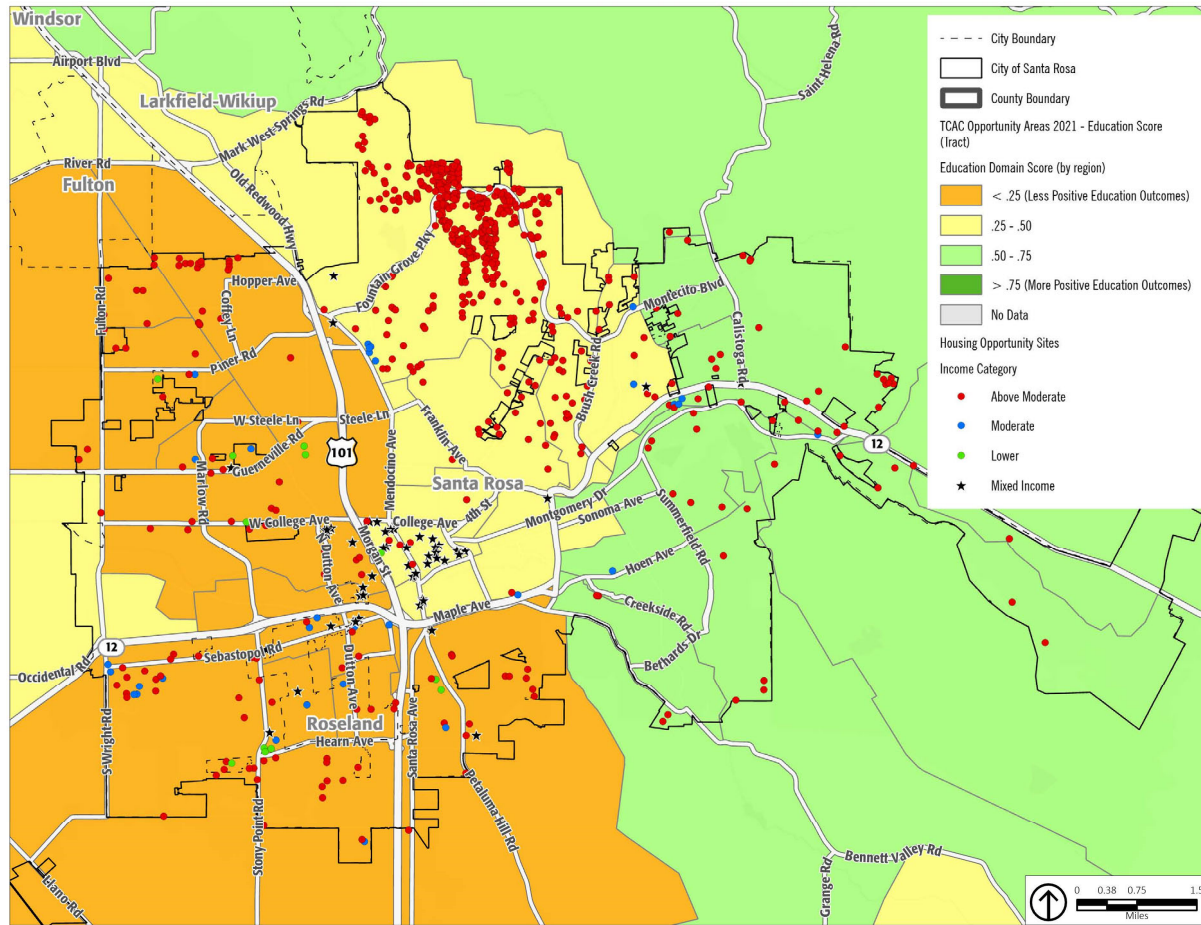 Windsor
Airport Blvd
Larkfield-Wikiup
Mark West Springs Rd
Saint Helena Rd
River Rd
Fulton
Old Redwood Hwy
Fountain Grove Pky
Hopper Ave
Coffey Ln
Fulton Rd
Piner Rd
Montecito Blvd
Calistoga Rd
Brush Creek Rd
W Steele Ln
Steele Ln
Franklin Ave
Guerneville Rd
101
Mendocino Ave
Marlow Rd
Santa Rosa
12
4th St
Montgomery Dr
Sonoma Ave
Summerfield Rd
W College Ave
College Ave
N Dutton Ave
Morgan St
Hoen Ave
Maple Ave
Creekside Rd
Bethards Dr
12
Occidental Rd
Sebastopol Rd
Dutton Ave
Roseland
Hearn Ave
S Wright Rd
Santa Rosa Ave
Stony Point Rd
Petaluma Hill Rd
Llano Rd
Bennett Valley Rd
Grange Rd
City Boundary
City of Santa Rosa
County Boundary
TCAC Opportunity Areas 2021 - Education Score
(Tract)
Education Domain Score (by region)
< .25 (Less Positive Education Outcomes)
.25 - .50
.50 - .75
> .75 (More Positive Education Outcomes)
No Data
Housing Opportunity Sites
Income Category
Above Moderate
Moderate
Lower
Mixed Income
0 0.38 0.75 1.5
Miles